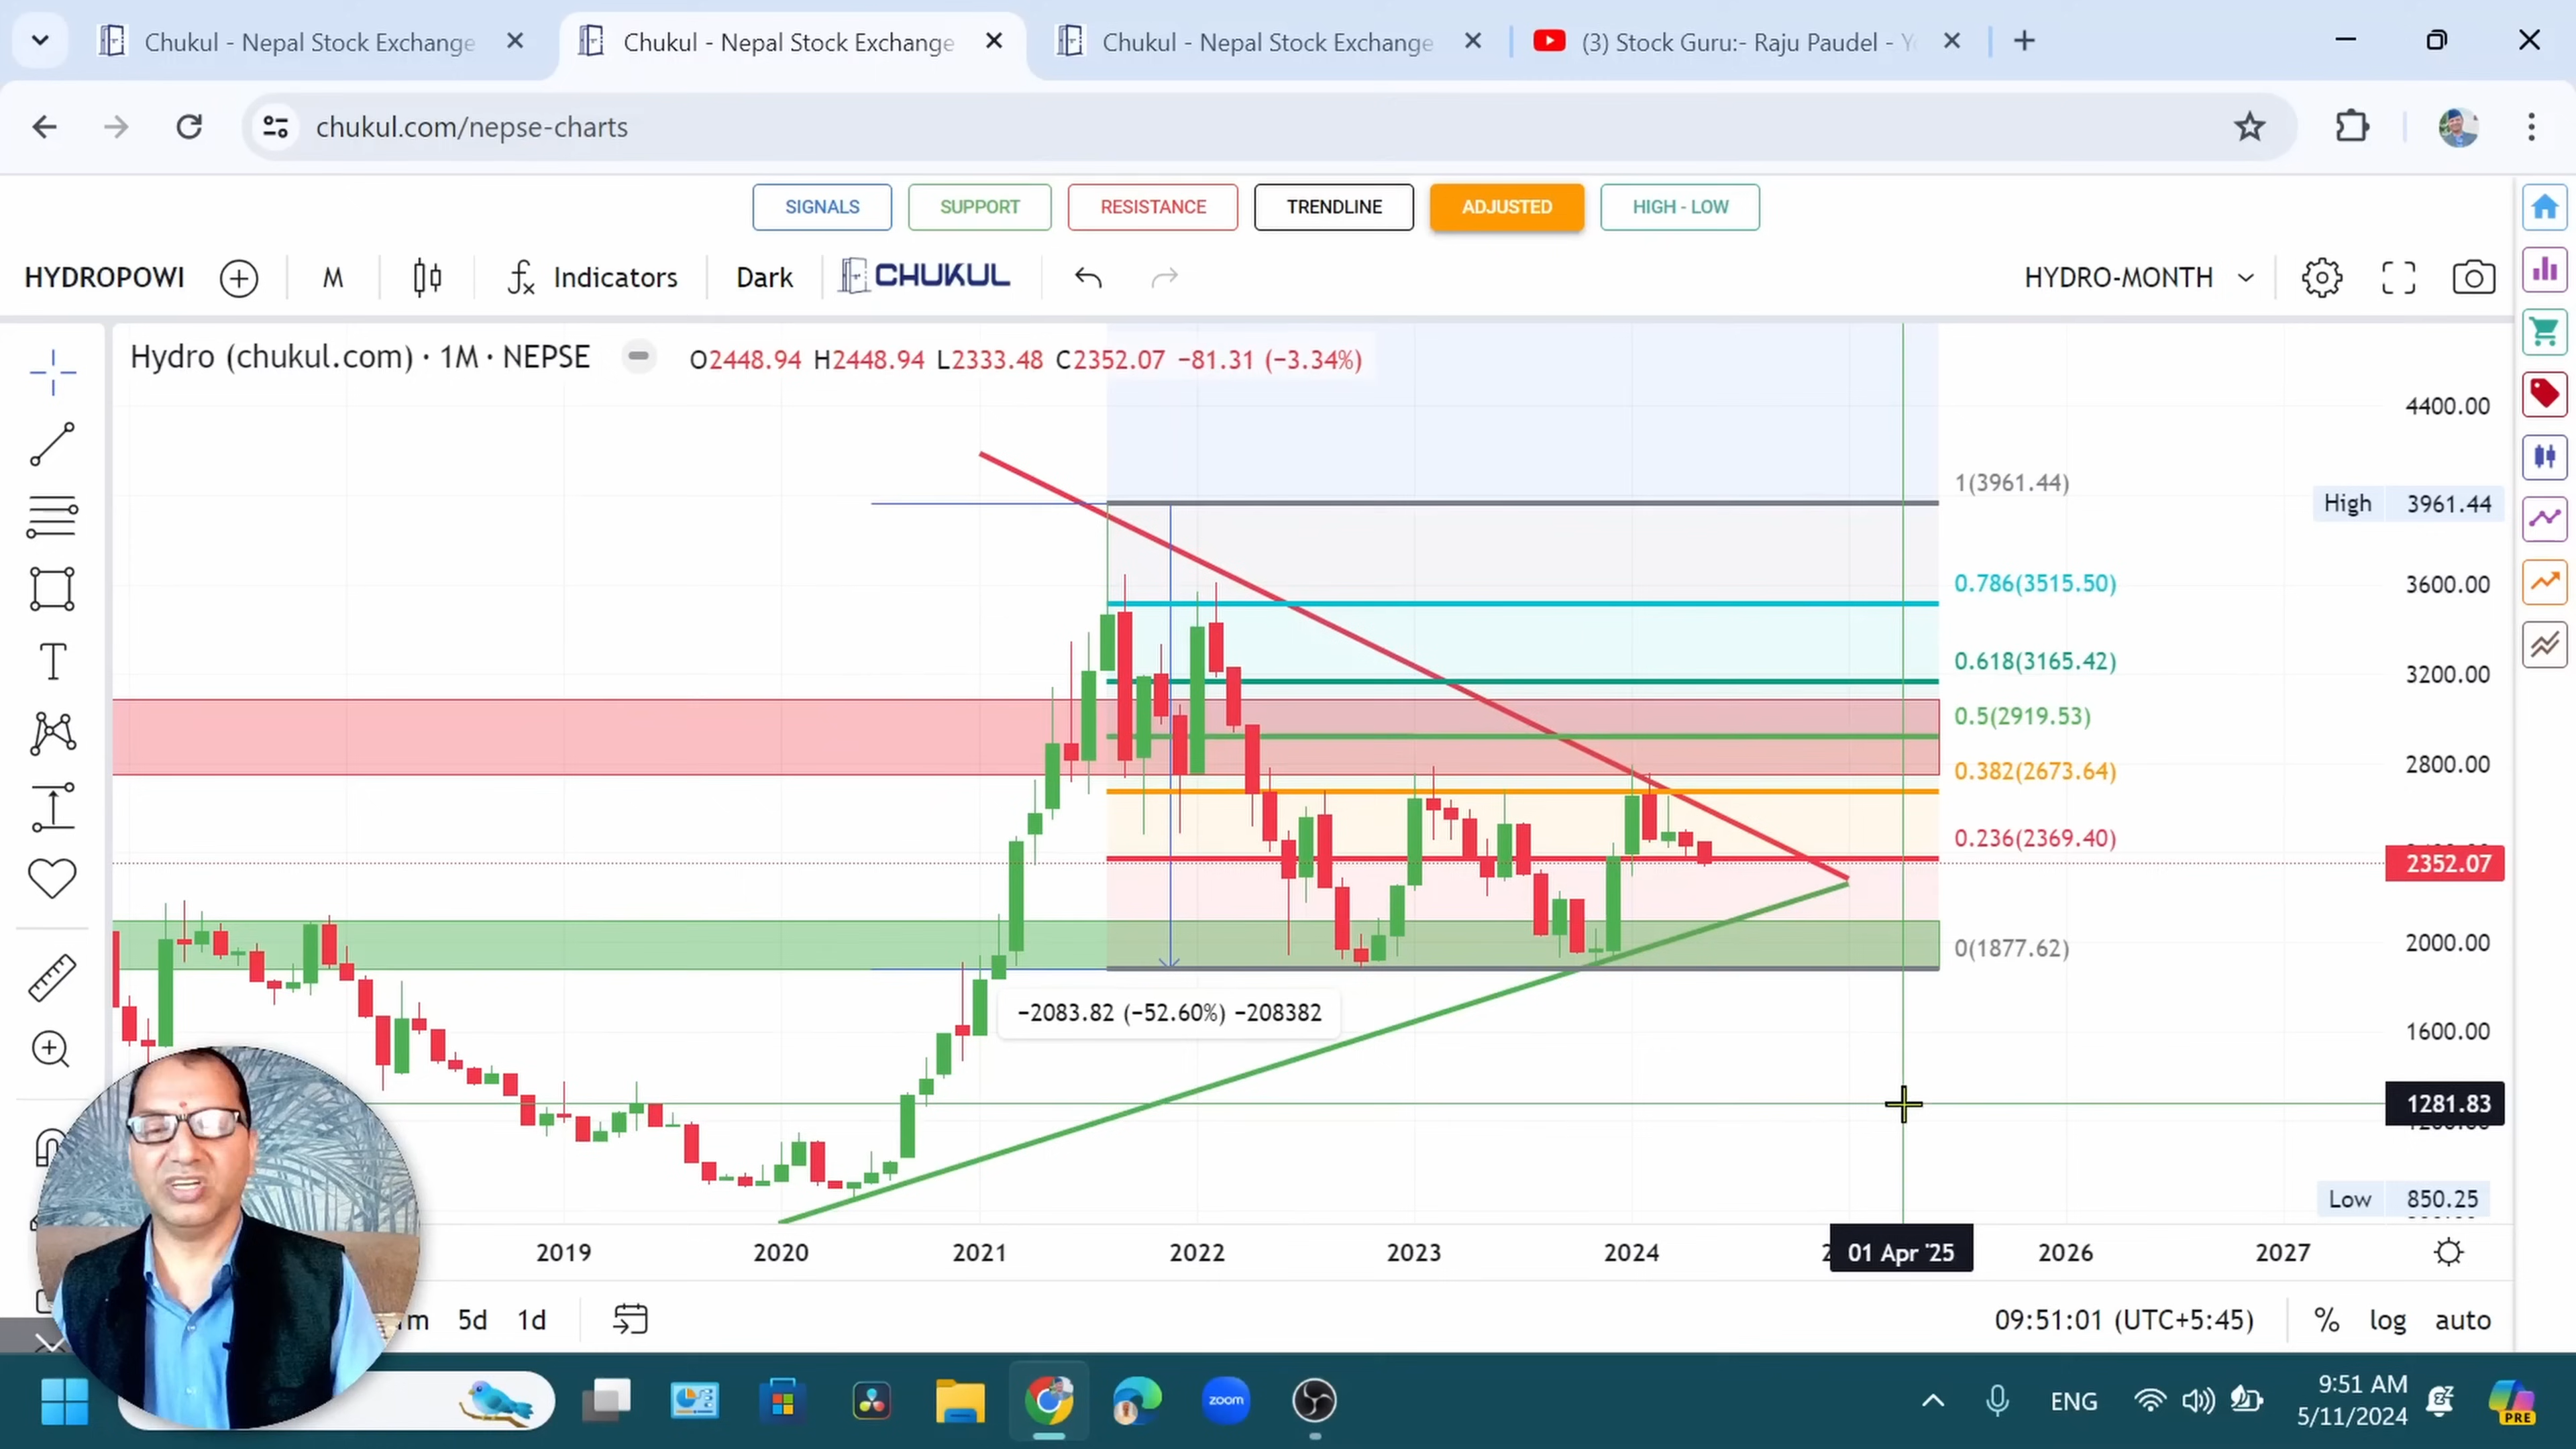 Chukul - Nepal Stock Exchange
Chukul - Nepal Stock Exchange
Chukul - Nepal Stock Exchange
(3) Stock Guru:- Raju Paudel -
chukul.com/nepse-charts
SIGNALS
SUPPORT
RESISTANCE
TRENDLINE
ADJUSTED
HIGH - LOW
HYDROPOWI
M
Indicators
Dark
CHUKUL
HYDRO-MONTH
Hydro (chukul.com) · 1M · NEPSE
O2448.94 H2448.94 L2333.48 C2352.07 −81.31 (−3.34%)
4400.00
1(3961.44)
High 3961.44
0.786(3515.50)
3600.00
0.618(3165.42)
3200.00
0.5(2919.53)
2800.00
0.382(2673.64)
0.236(2369.40)
2352.07
2000.00
0(1877.62)
−2083.82 (−52.60%) −208382
1600.00
1281.83
Low 850.25
2019
2020
2021
2022
2023
2024
01 Apr '25
2026
2027
5d
1d
09:51:01 (UTC+5:45)
%
log
auto
zoom
ENG
9:51 AM
5/11/2024
PRE